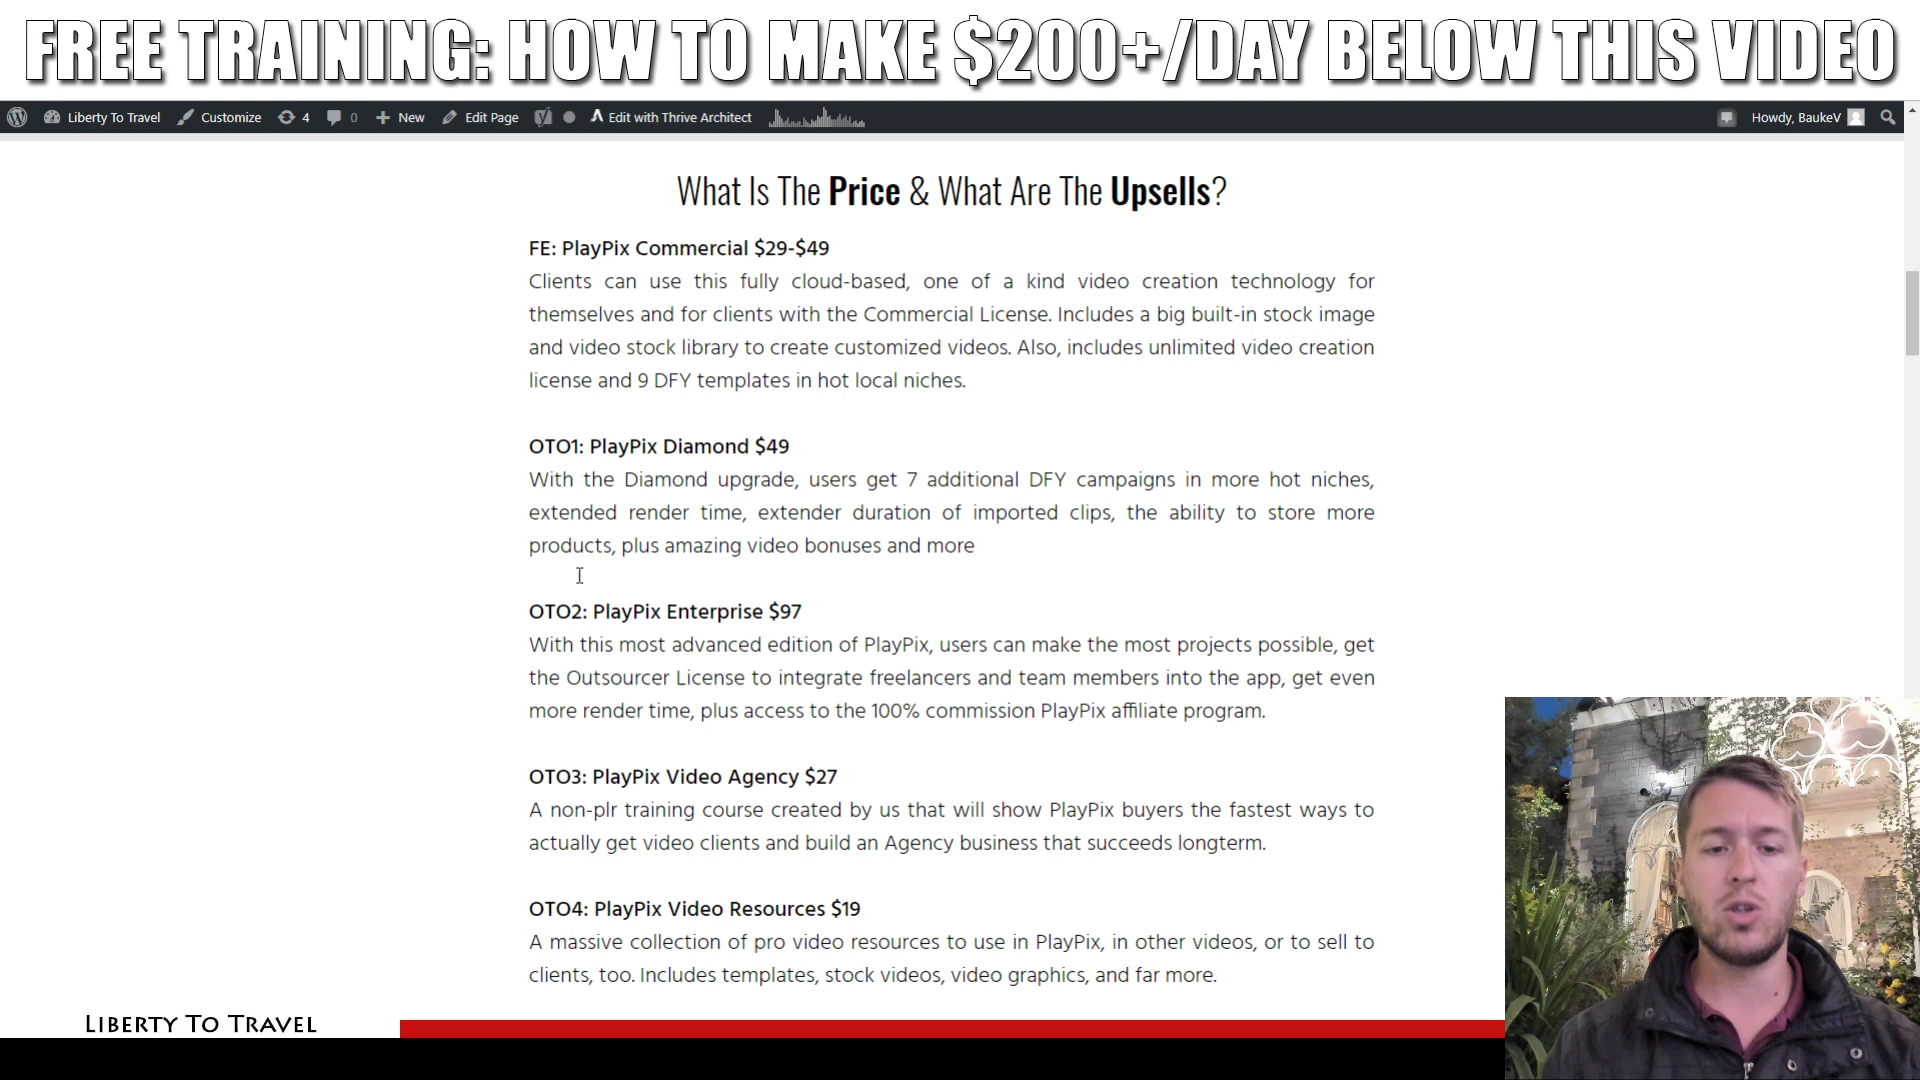 FREE TRAINING: HOW TO MAKE $200+/DAY BELOW THIS VIDEO
Liberty To Travel Customize 4 0 New Edit Page Edit with Thrive Architect Howdy, BaukeV
What Is The Price & What Are The Upsells?
FE: PlayPix Commercial $29-$49
Clients can use this fully cloud-based, one of a kind video creation technology for
themselves and for clients with the Commercial License. Includes a big built-in stock image
and video stock library to create customized videos. Also, includes unlimited video creation
license and 9 DFY templates in hot local niches.
OTO1: PlayPix Diamond $49
With the Diamond upgrade, users get 7 additional DFY campaigns in more hot niches,
extended render time, extender duration of imported clips, the ability to store more
products, plus amazing video bonuses and more
OTO2: PlayPix Enterprise $97
With this most advanced edition of PlayPix, users can make the most projects possible, get
the Outsourcer License to integrate freelancers and team members into the app, get even
more render time, plus access to the 100% commission PlayPix affiliate program.
OTO3: PlayPix Video Agency $27
A non-plr training course created by us that will show PlayPix buyers the fastest ways to
actually get video clients and build an Agency business that succeeds longterm.
OTO4: PlayPix Video Resources $19
A massive collection of pro video resources to use in PlayPix, in other videos, or to sell to
clients, too. Includes templates, stock videos, video graphics, and far more.
Liberty To Travel